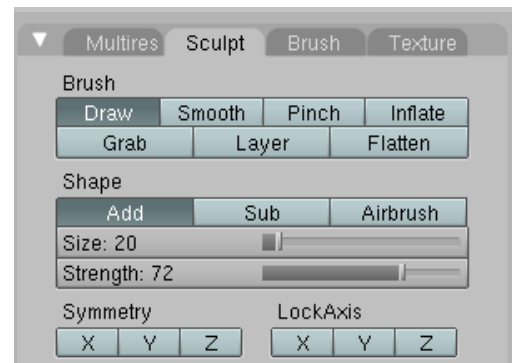 Multires Sculpt Brush Texture
Brush
Draw Smooth Pinch Inflate
Grab Layer Flatten
Shape
Add Sub Airbrush
Size: 20
Strength: 72
Symmetry LockAxis
X Y Z X Y Z